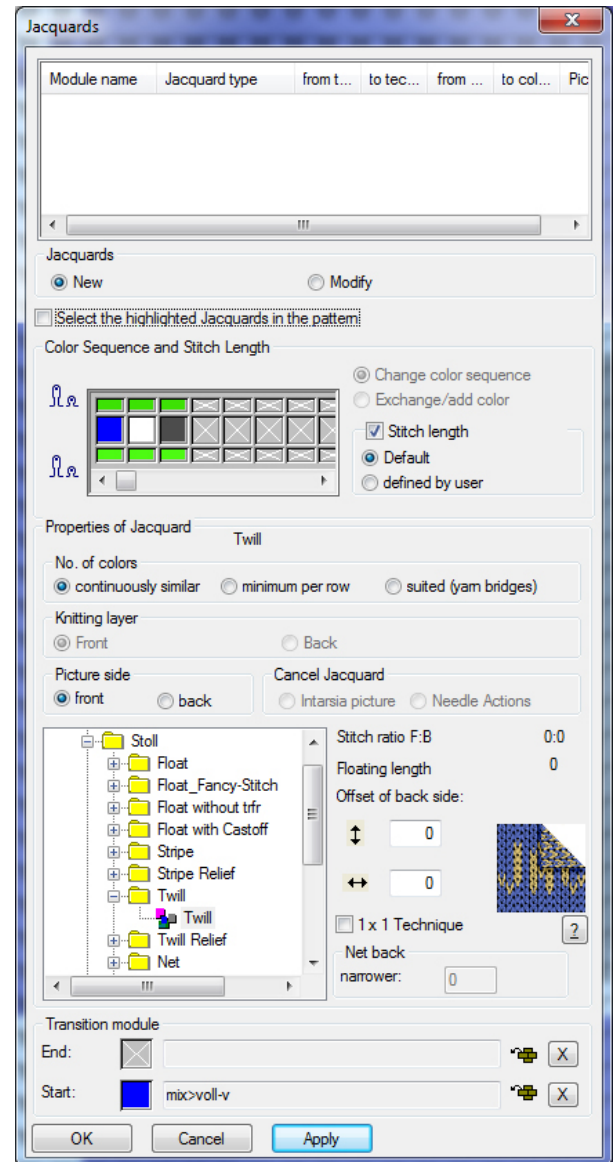 Jacquards
Module name Jacquard type from t... to tec... from ... to col... Pic
Jacquards
New Modify
Select the highlighted Jacquards in the pattern
Color Sequence and Stitch Length
Change color sequence
Exchange/add color
Stitch length
Default
defined by user
Properties of Jacquard Twill
No. of colors
continuously similar minimum per row suited (yarn bridges)
Knitting layer
Front Back
Picture side Cancel Jacquard
front back Intarsia picture Needle Actions
Stoll Stitch ratio F:B 0:0
Float Floating length 0
Float_Fancy-Stitch Offset of back side:
Float without trfr
Float with Castoff 0
Stripe
Stripe Relief 0
Twill
Twill 1 x 1 Technique ?
Twill Relief Net back
Net narrower: 0
Transition module
End: X
Start: mix>voll-v X
OK Cancel Apply